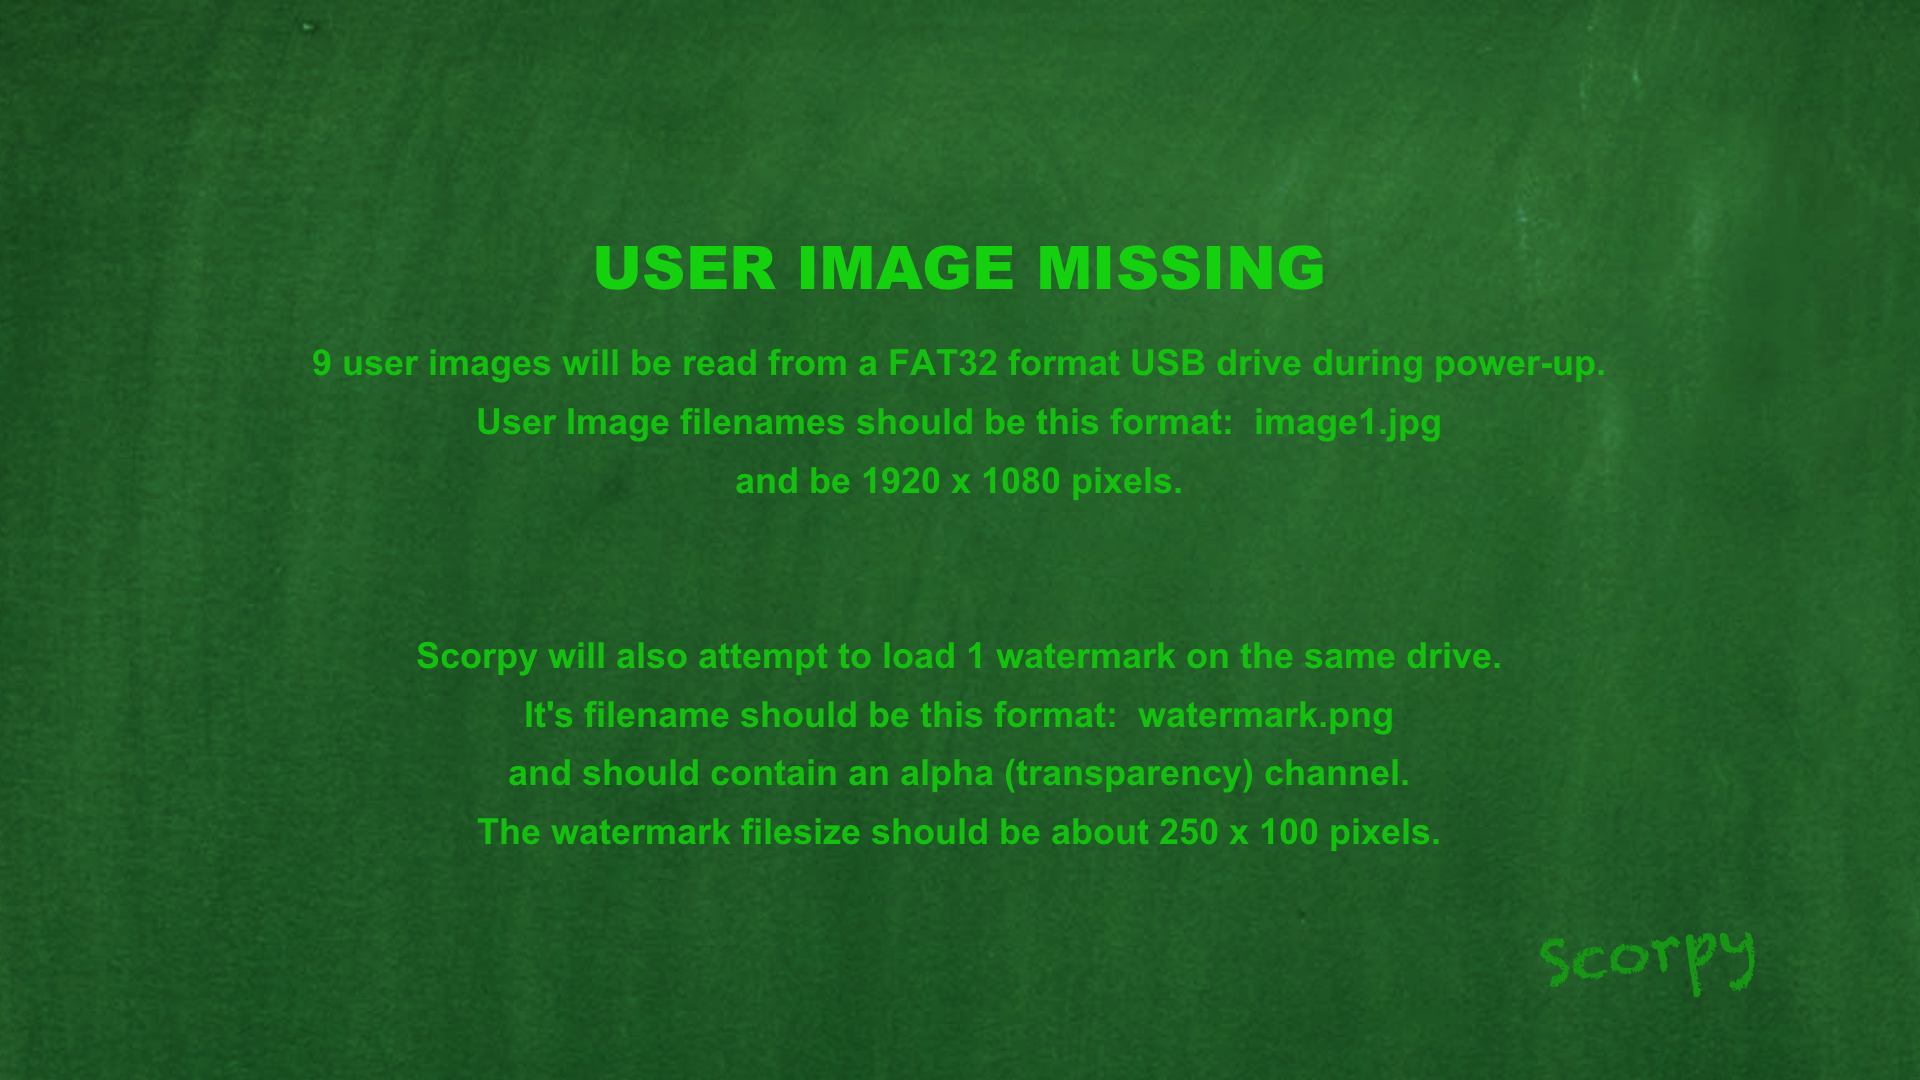 USER IMAGE MISSING
9 user images will be read from a FAT32 format USB drive during power-up.
User Image filenames should be this format:  image1.jpg
and be 1920 x 1080 pixels.
Scorpy will also attempt to load 1 watermark on the same drive.
It's filename should be this format:  watermark.png
and should contain an alpha (transparency) channel.
The watermark filesize should be about 250 x 100 pixels.
Scorpy